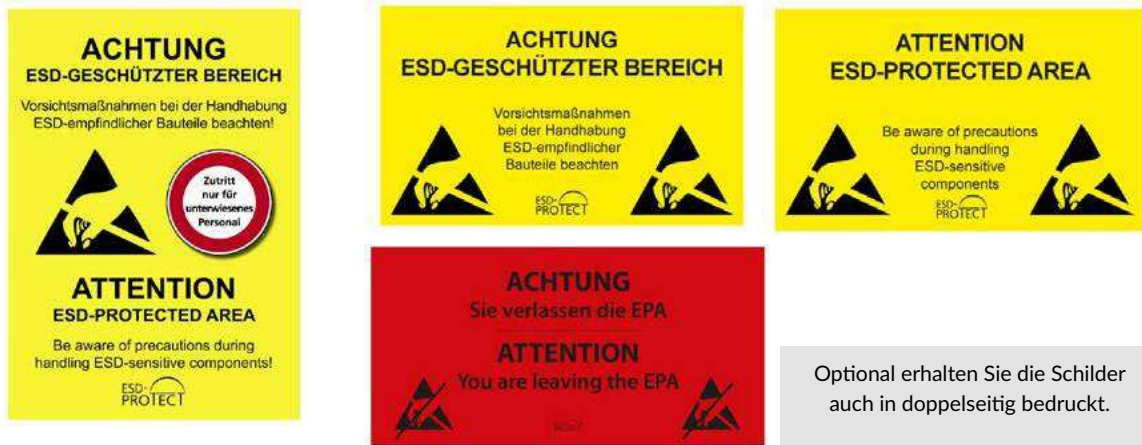 ACHTUNG
ESD-GESCHÜTZTER BEREICH
Vorsichtsmaßnahmen bei der Handhabung
ESD-empfindlicher Bauteile beachten!
Zutritt
nur für
unterwiesenes
Personal
ATTENTION
ESD-PROTECTED AREA
Be aware of precautions during
handling ESD-sensitive components!
ESD-
PROTECT
ACHTUNG
ESD-GESCHÜTZTER BEREICH
Vorsichtsmaßnahmen
bei der Handhabung
ESD-empfindlicher
Bauteile beachten
ESD-
PROTECT
ATTENTION
ESD-PROTECTED AREA
Be aware of precautions
during handling
ESD-sensitive
components
ESD-
PROTECT
ACHTUNG
Sie verlassen die EPA
ATTENTION
You are leaving the EPA
Optional erhalten Sie die Schilder
auch in doppelseitig bedruckt.